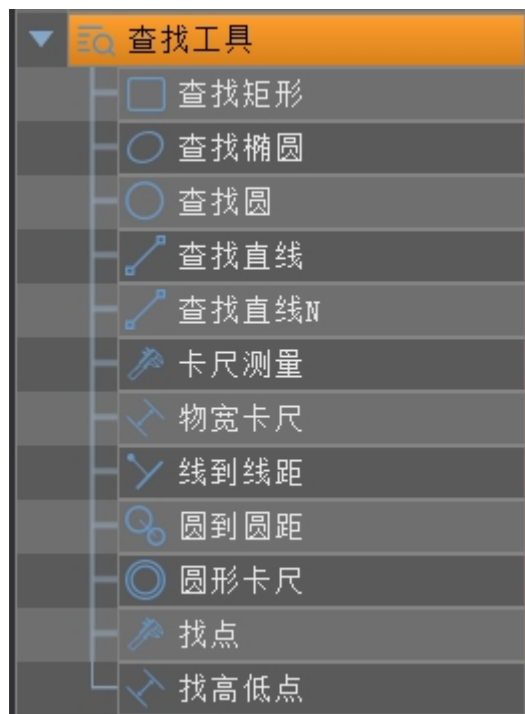 查找工具
查找矩形
查找椭圆
查找圆
查找直线
查找直线N
卡尺测量
物宽卡尺
线到线距
圆到圆距
圆形卡尺
找点
找高低点